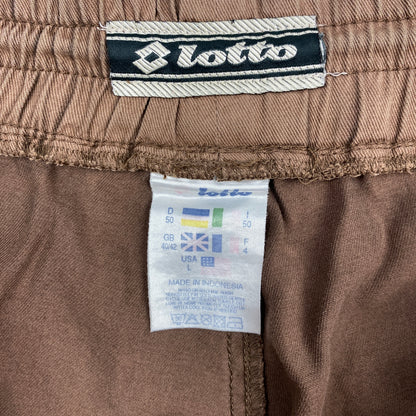 lotto
lotto
D I
50 50
GB F
40/42 4
USA
L
MADE IN INDONESIA